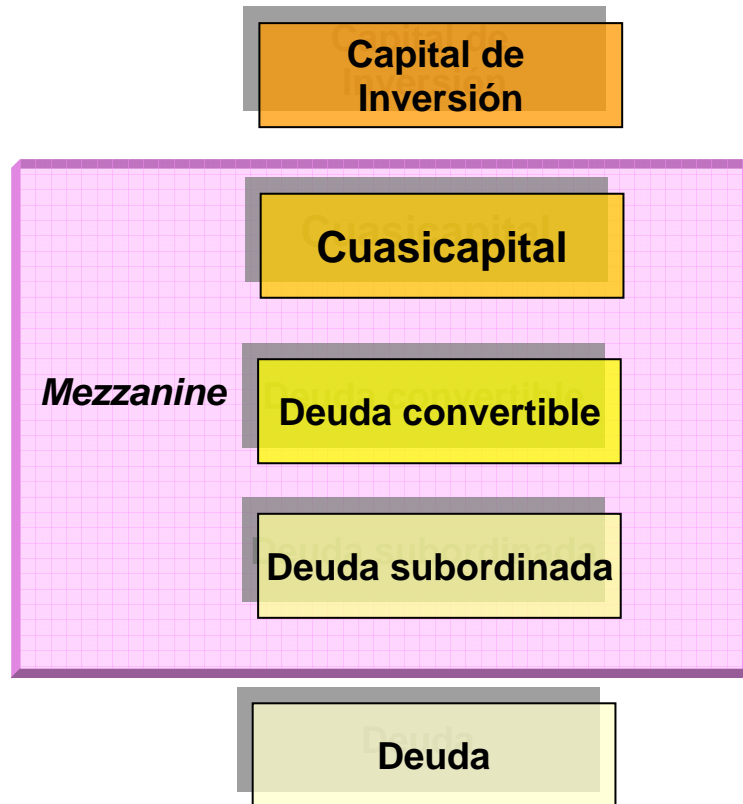 Capital de
Inversión
Cuasicapital
Mezzanine
Deuda convertible
Deuda subordinada
Deuda